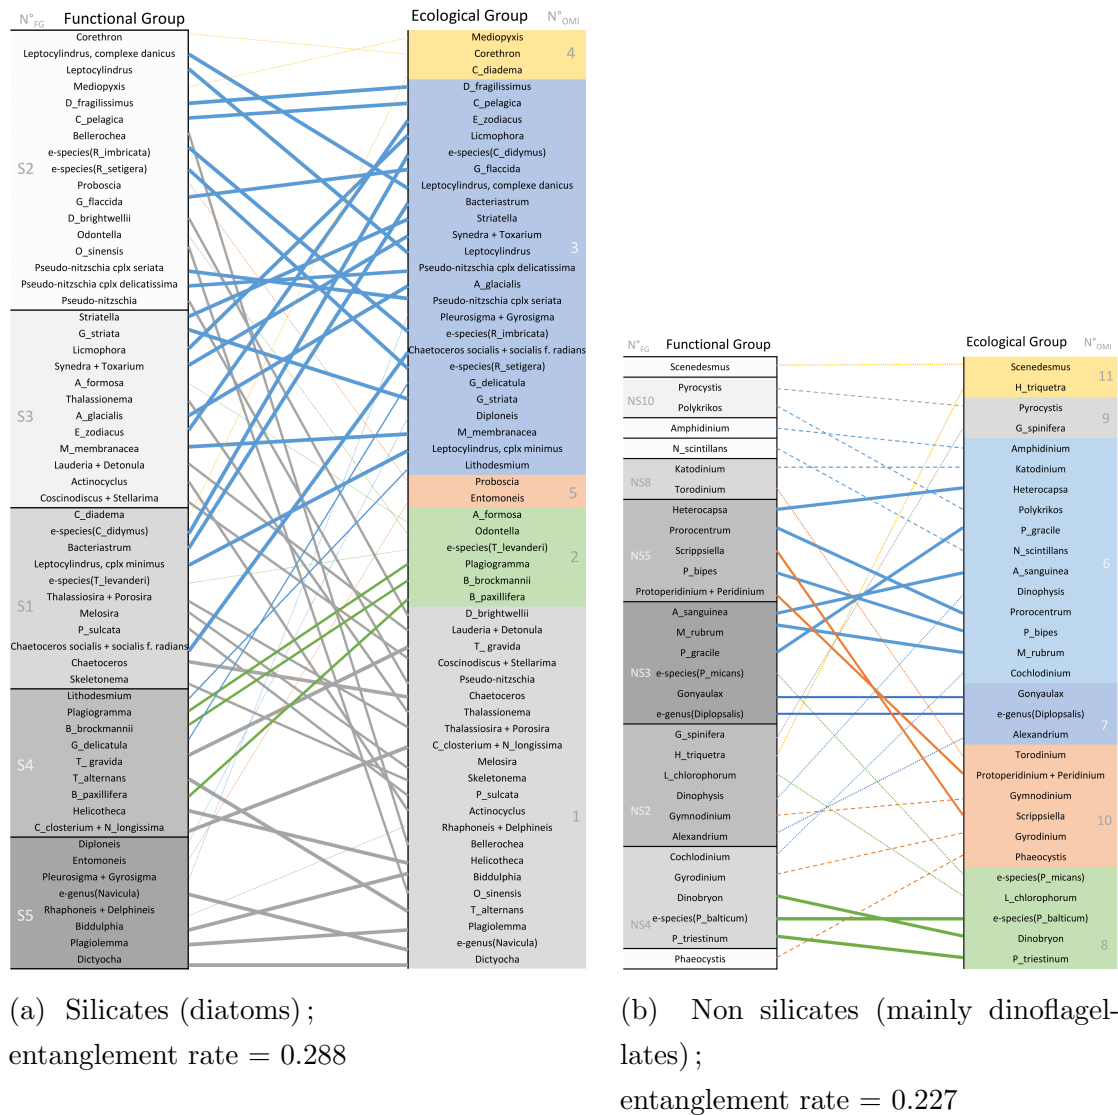 N°FG Functional Group
Corethron
Leptocylindrus, complexe danicus
Leptocylindrus
Mediopyxis
D_fragilissimus
C_pelagica
Bellerochea
e-species(R_imbricata)
S2
e-species(R_setigera)
Proboscia
G_flaccida
D_brightwellii
Odontella
O_sinensis
Pseudo-nitzschia cplx seriata
Pseudo-nitzschia cplx delicatissima
Pseudo-nitzschia
Striatella
G_striata
Licmophora
Synedra + Toxarium
A_formosa
S3
Thalassionema
A_glacialis
E_zodiacus
M_membranacea
Lauderia + Detonula
Actinocyclus
Coscinodiscus + Stellarima
C_diadema
e-species(C_didymus)
Bacteriastrum
Leptocylindrus, cplx minimus
e-species(T_levanderi)
S1
Thalassiosira + Porosira
Melosira
P_sulcata
Chaetoceros socialis + socialis f. radians
Chaetoceros
Skeletonema
Lithodesmium
Plagiogramma
B_brockmannii
G_delicatula
S4
T_ gravida
T_alternans
B_paxillifera
Helicotheca
C_closterium + N_longissima
Diploneis
Entomoneis
Pleurosigma + Gyrosigma
e-genus(Navicula)
S5
Rhaphoneis + Delphineis
Biddulphia
Plagiolemma
Dictyocha
Ecological Group N°OMI
Mediopyxis
Corethron
4
C_diadema
D_fragilissimus
C_pelagica
E_zodiacus
Licmophora
e-species(C_didymus)
G_flaccida
Leptocylindrus, complexe danicus
Bacteriastrum
Striatella
Synedra + Toxarium
3
Leptocylindrus
Pseudo-nitzschia cplx delicatissima
A_glacialis
Pseudo-nitzschia cplx seriata
Pleurosigma + Gyrosigma
e-species(R_imbricata)
Chaetoceros socialis + socialis f. radians
e-species(R_setigera)
G_delicatula
G_striata
Diploneis
M_membranacea
Leptocylindrus, cplx minimus
Lithodesmium
Proboscia
5
Entomoneis
A_formosa
Odontella
e-species(T_levanderi)
2
Plagiogramma
B_brockmannii
B_paxillifera
D_brightwellii
Lauderia + Detonula
T_ gravida
Coscinodiscus + Stellarima
Pseudo-nitzschia
Chaetoceros
Thalassionema
Thalassiosira + Porosira
C_closterium + N_longissima
Melosira
Skeletonema
P_sulcata
Actinocyclus
1
Rhaphoneis + Delphineis
Bellerochea
Helicotheca
Biddulphia
O_sinensis
T_alternans
Plagiolemma
e-genus(Navicula)
Dictyocha
(a) Silicates (diatoms) ;
entanglement rate = 0.288
N°FG Functional Group
Scenedesmus
Pyrocystis
NS10
Polykrikos
Amphidinium
N_scintillans
Katodinium
NS8
Torodinium
Heterocapsa
Prorocentrum
Scrippsiella
NS5
P_bipes
Protoperidinium + Peridinium
A_sanguinea
M_rubrum
P_gracile
NS3
e-species(P_micans)
Gonyaulax
e-genus(Diplopsalis)
G_spinifera
H_triquetra
L_chlorophorum
Dinophysis
NS2
Gymnodinium
Alexandrium
Cochlodinium
Gyrodinium
Dinobryon
e-species(P_balticum)
NS4
P_triestinum
Phaeocystis
Ecological Group N°OMI
Scenedesmus
11
H_triquetra
Pyrocystis
9
G_spinifera
Amphidinium
Katodinium
Heterocapsa
Polykrikos
P_gracile
N_scintillans
6
A_sanguinea
Dinophysis
Prorocentrum
P_bipes
M_rubrum
Cochlodinium
Gonyaulax
e-genus(Diplopsalis)
7
Alexandrium
Torodinium
Protoperidinium + Peridinium
Gymnodinium
Scrippsiella
10
Gyrodinium
Phaeocystis
e-species(P_micans)
L_chlorophorum
e-species(P_balticum)
Dinobryon
8
P_triestinum
(b) Non silicates (mainly dinoflagel-
lates) ;
entanglement rate = 0.227